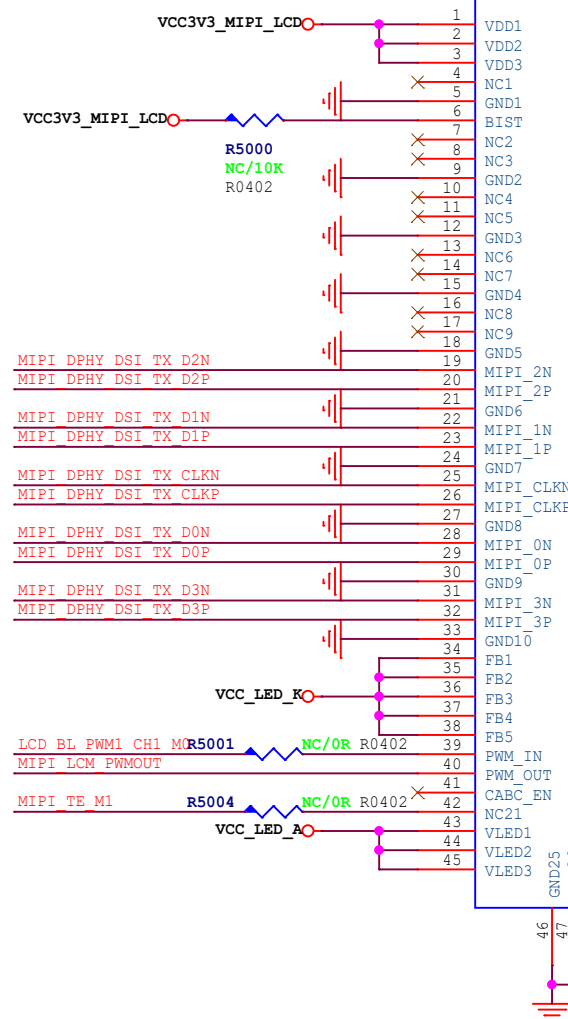 VCC3V3_MIPI_LCD
1 VDD1
2 VDD2
3 VDD3
4 NC1
5 GND1
VCC3V3_MIPI_LCD 6 BIST
R5000
NC/10K
R0402
7 NC2
8 NC3
9 GND2
10 NC4
11 NC5
12 GND3
13 NC6
14 NC7
15 GND4
16 NC8
17 NC9
18 GND5
MIPI_DPHY_DSI_TX_D2N 19 MIPI_2N
MIPI_DPHY_DSI_TX_D2P 20 MIPI_2P
21 GND6
MIPI_DPHY_DSI_TX_D1N 22 MIPI_1N
MIPI_DPHY_DSI_TX_D1P 23 MIPI_1P
24 GND7
MIPI_DPHY_DSI_TX_CLKN 25 MIPI_CLKN
MIPI_DPHY_DSI_TX_CLKP 26 MIPI_CLKP
27 GND8
MIPI_DPHY_DSI_TX_D0N 28 MIPI_0N
MIPI_DPHY_DSI_TX_D0P 29 MIPI_0P
30 GND9
MIPI_DPHY_DSI_TX_D3N 31 MIPI_3N
MIPI_DPHY_DSI_TX_D3P 32 MIPI_3P
33 GND10
34 FB1
35 FB2
VCC_LED_K 36 FB3
37 FB4
38 FB5
LCD_BL_PWM1_CH1_M0 R5001 NC/0R R0402 39 PWM_IN
MIPI_LCM_PWMOUT 40 PWM_OUT
41 CABC_EN
MIPI_TE_M1 R5004 NC/0R R0402 42 NC21
VCC_LED_A 43 VLED1
44 VLED2
45 VLED3
GND25
46
47